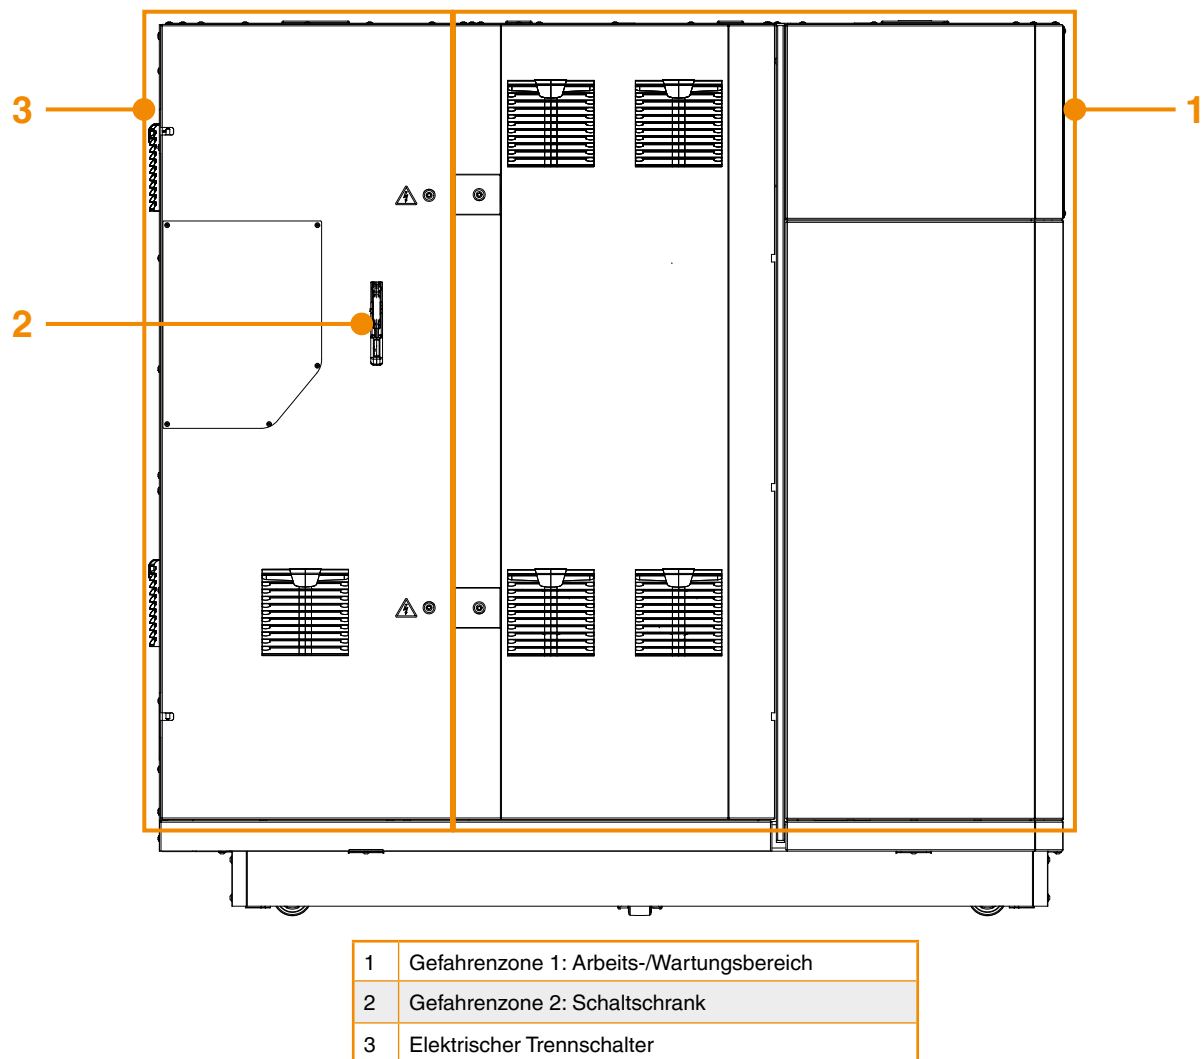 3
1
2
1 Gefahrenzone 1: Arbeits-/Wartungsbereich
2 Gefahrenzone 2: Schaltschrank
3 Elektrischer Trennschalter